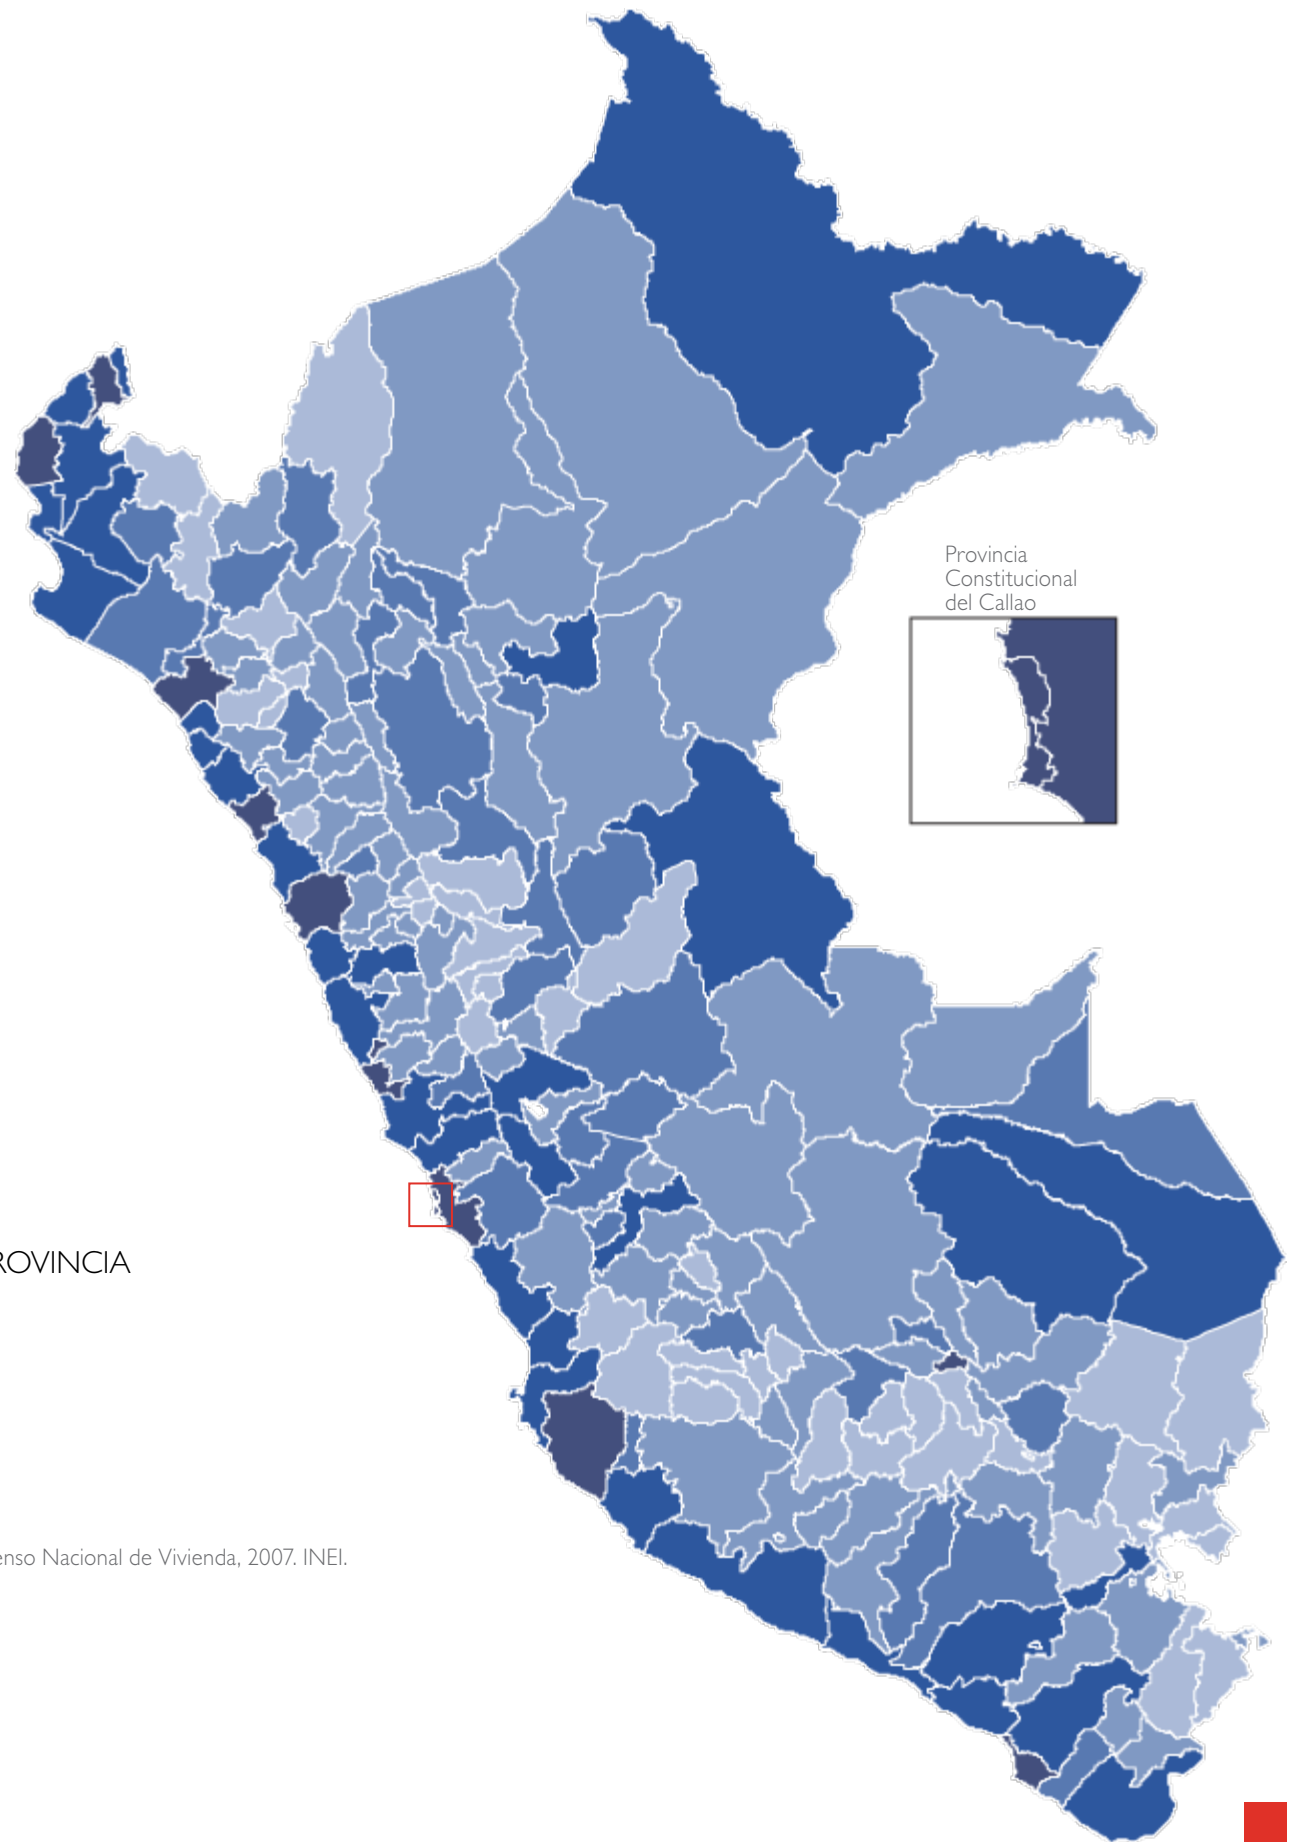 Provincia
Constitucional
del Callao
ROVINCIA
enso Nacional de Vivienda, 2007. INEI.